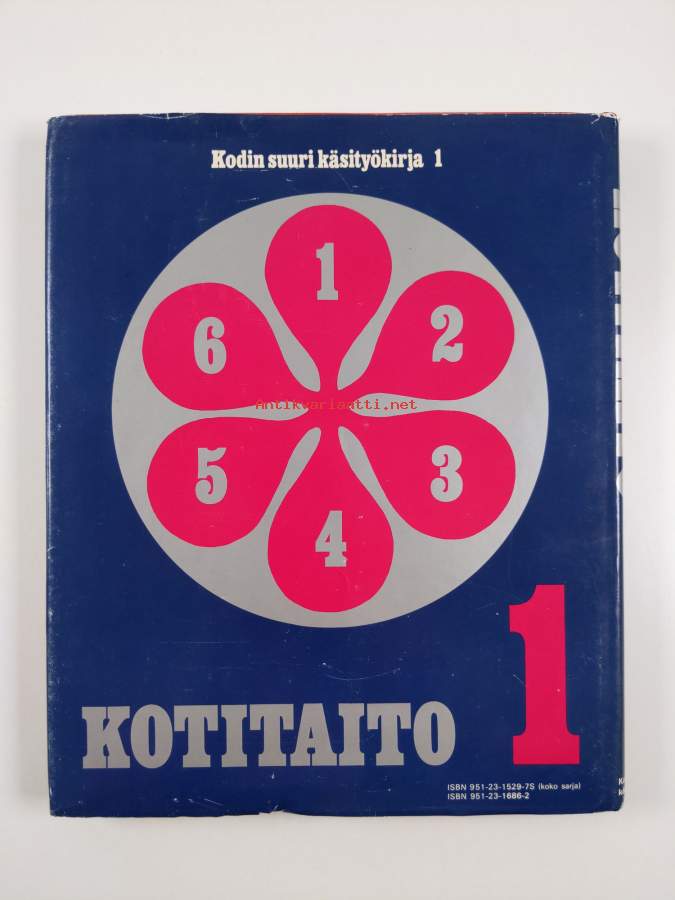 Kodin suuri käsityökirja 1
1
6
2
Antikvariaatti.net
5
3
4
1
KOTITAITO
ISBN 951-23-1529-7S (koko sarja)
ISBN 951-23-1686-2